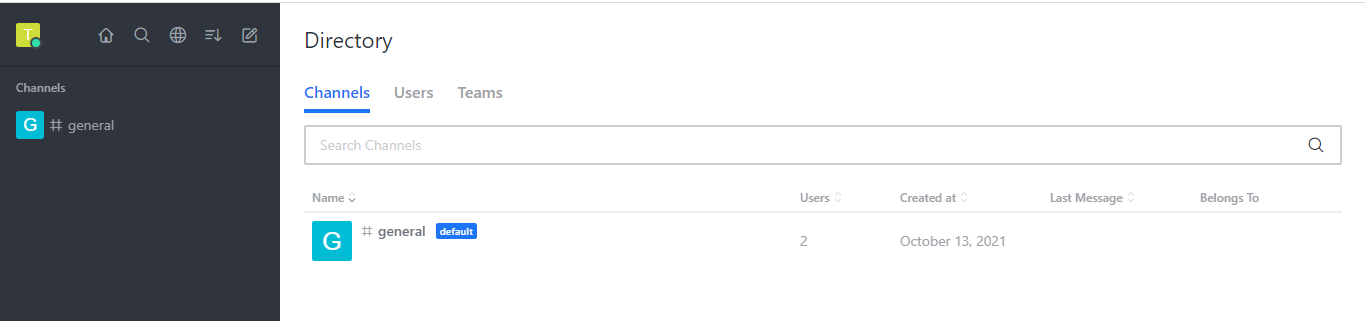 T
Channels
G general
Directory
Channels Users Teams
Search Channels
Name Users Created at Last Message Belongs To
G general default 2 October 13, 2021